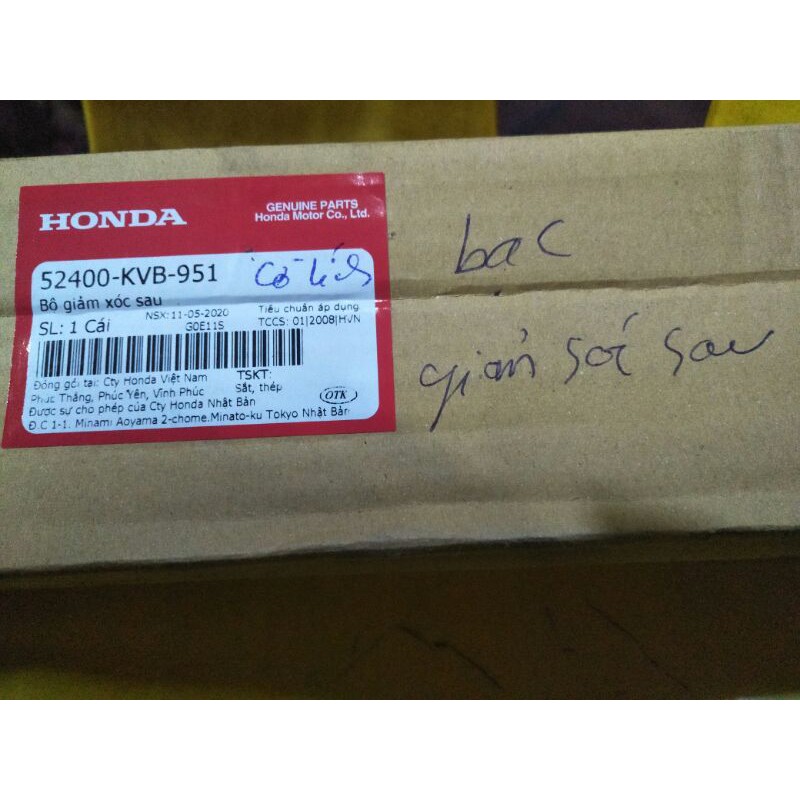 HONDA
GENUINE PARTS
Honda Motor Co., Ltd.
52400-KVB-951
Bộ giảm xóc sau
SL: 1 Cái
NSX: 11-05-2020
G0E11S
Tiêu chuẩn áp dụng
TCCS: 01|2008|HVN
TSKT:
Sắt, thép
Đóng gói tại: Cty Honda Việt Nam
Phúc Thắng, Phúc Yên, Vĩnh Phúc
Được sự cho phép của Cty Honda Nhật Bản
Đ.C 1-1. Minami Aoyama 2-chome.Minato-ku Tokyo Nhật Bản
OTK
bac
giản sóc sau